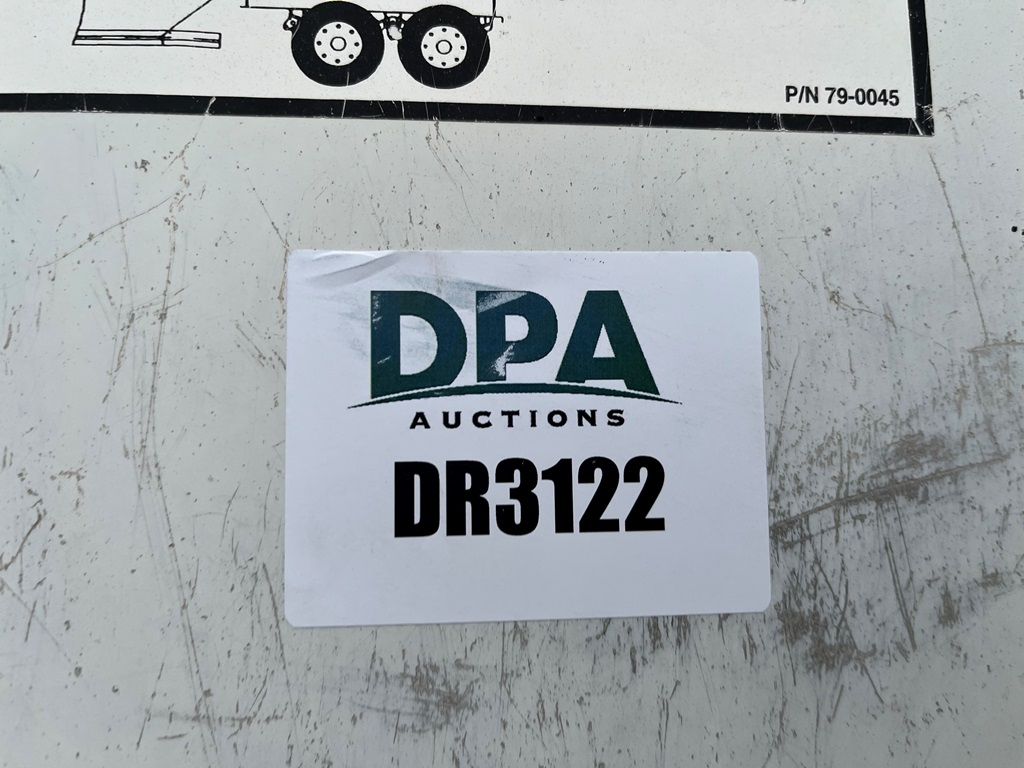 P/N 79-0045
DPA
AUCTIONS
DR3122